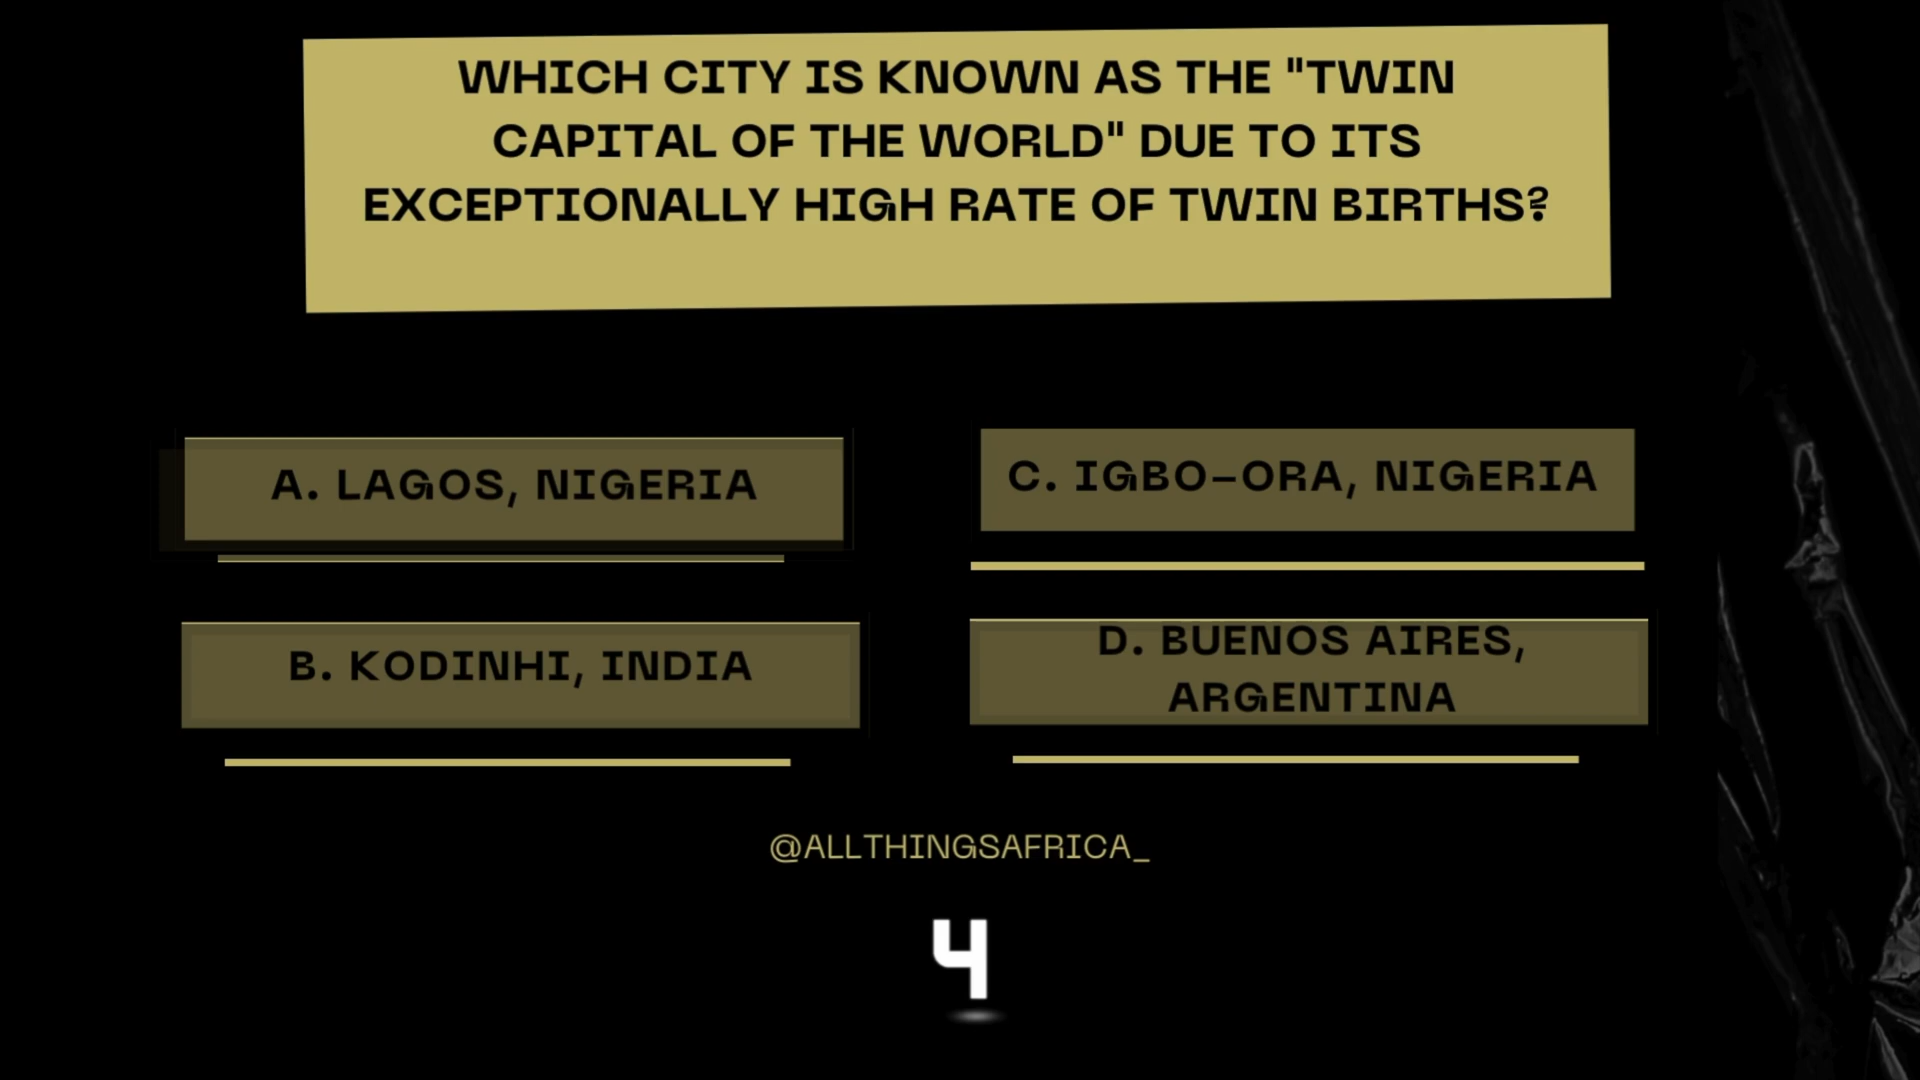 WHICH CITY IS KNOWN AS THE "TWIN
CAPITAL OF THE WORLD" DUE TO ITS
EXCEPTIONALLY HIGH RATE OF TWIN BIRTHS?
A. LAGOS, NIGERIA
C. IGBO-ORA, NIGERIA
B. KODINHI, INDIA
D. BUENOS AIRES,
ARGENTINA
@ALLTHINGSAFRICA_
4